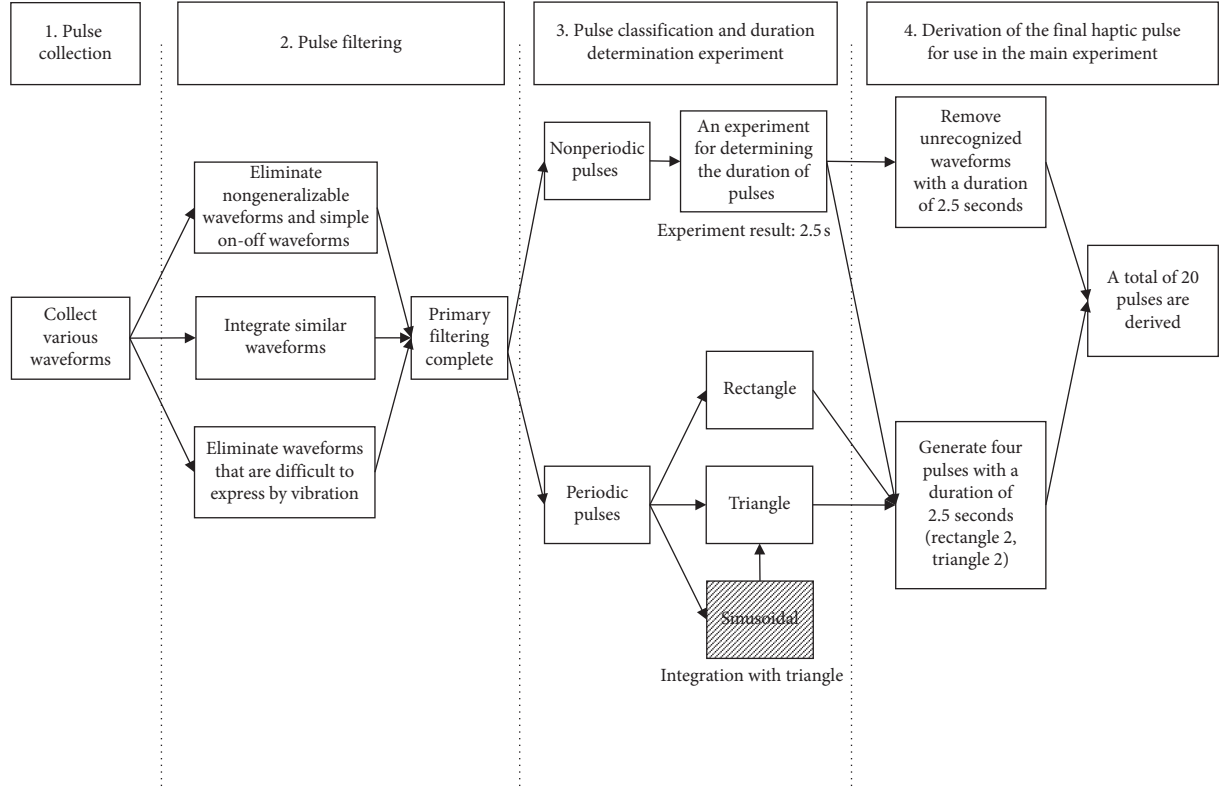 1. Pulse
collection
2. Pulse filtering
3. Pulse classification and duration
determination experiment
4. Derivation of the final haptic pulse
for use in the main experiment
Collect
various
waveforms
Eliminate
nongeneralizable
waveforms and simple
on-off waveforms
Integrate similar
waveforms
Eliminate waveforms
that are difficult to
express by vibration
Primary
filtering
complete
Nonperiodic
pulses
An experiment
for determining
the duration of
pulses
Experiment result: 2.5 s
Periodic
pulses
Rectangle
Triangle
Sinusoidal
Integration with triangle
Remove
unrecognized
waveforms
with a duration
of 2.5 seconds
Generate four
pulses with a
duration of
2.5 seconds
(rectangle 2,
triangle 2)
A total of 20
pulses are
derived